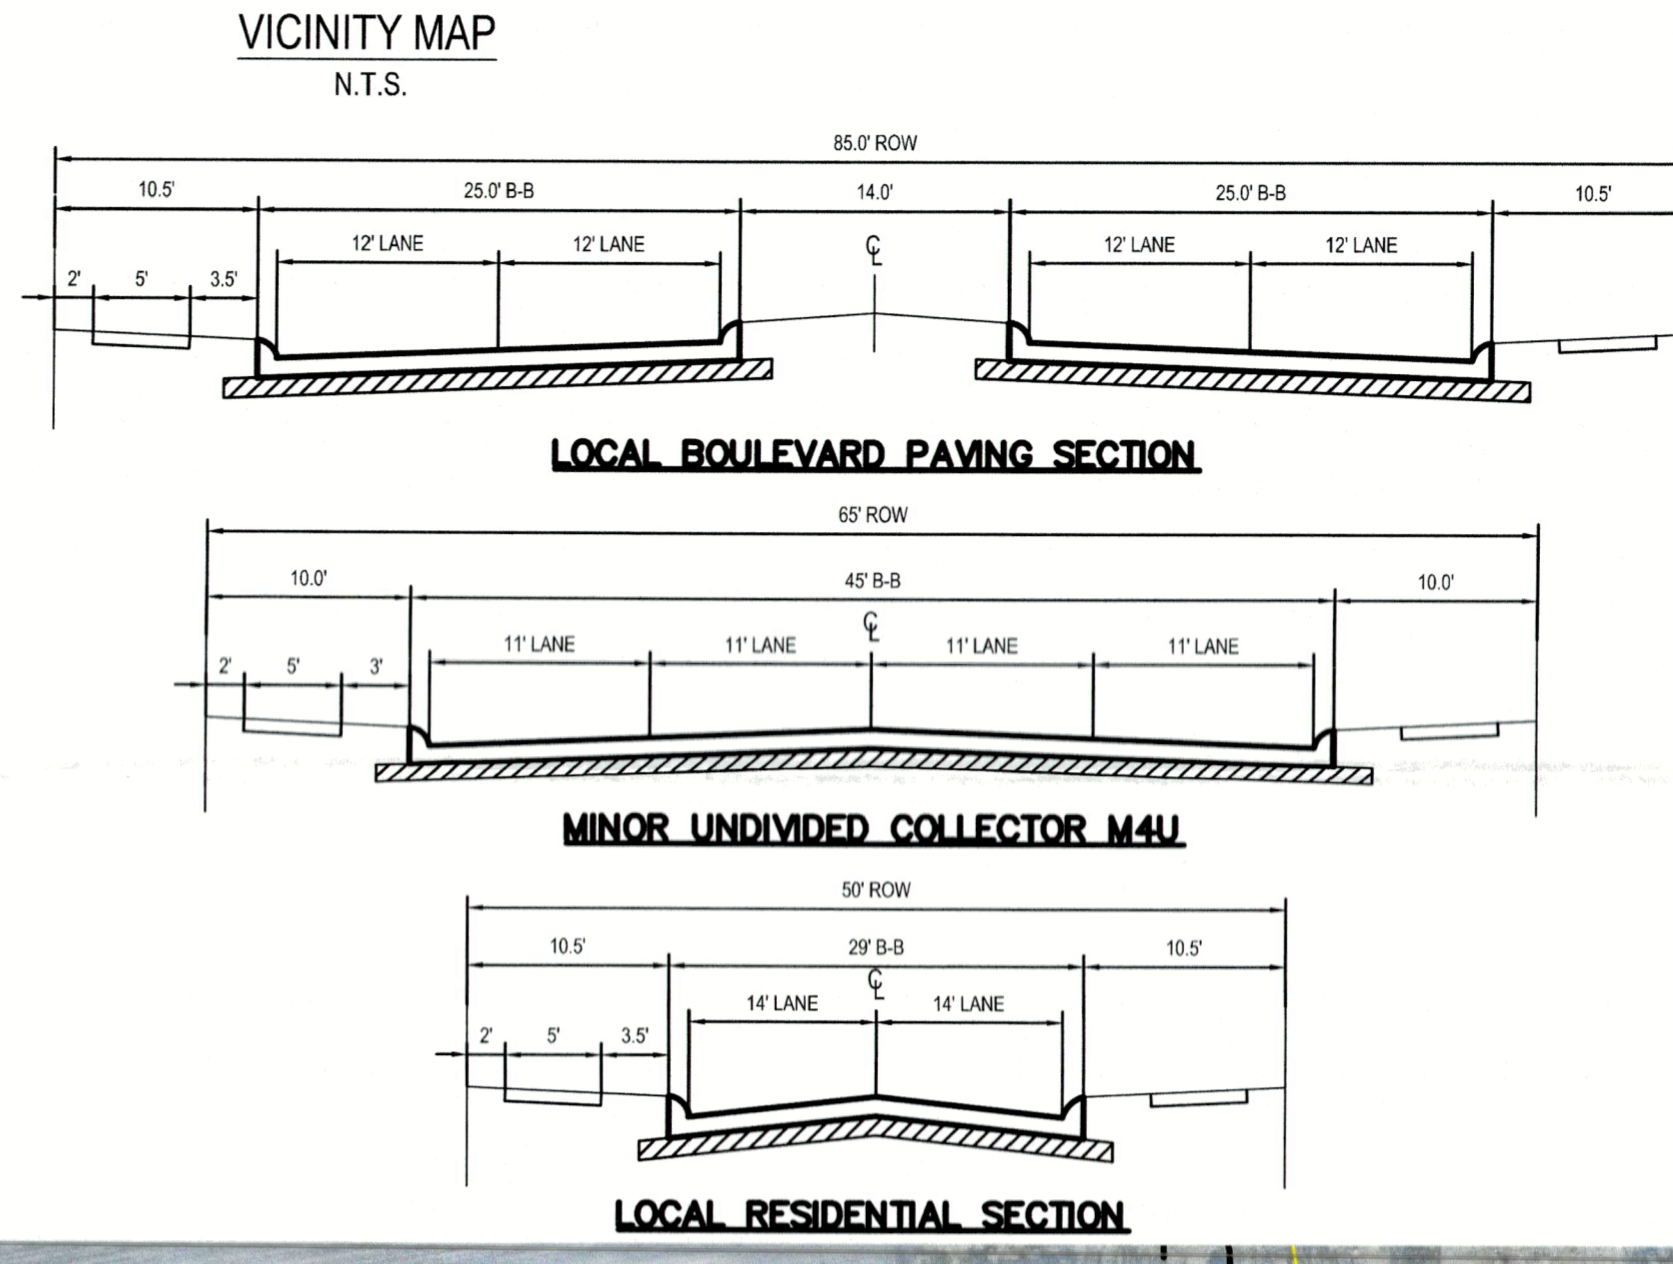 VICINITY MAP
N.T.S.
85.0' ROW
10.5' 25.0' B-B 14.0' 25.0' B-B 10.5'
12' LANE 12' LANE CL 12' LANE 12' LANE
2' 5' 3.5'
LOCAL BOULEVARD PAVING SECTION
65' ROW
10.0' 45' B-B 10.0'
CL
11' LANE 11' LANE 11' LANE 11' LANE
2' 5' 3'
MINOR UNDIVIDED COLLECTOR M4U
50' ROW
10.5' 29' B-B 10.5'
CL
14' LANE 14' LANE
2' 5' 3.5'
LOCAL RESIDENTIAL SECTION